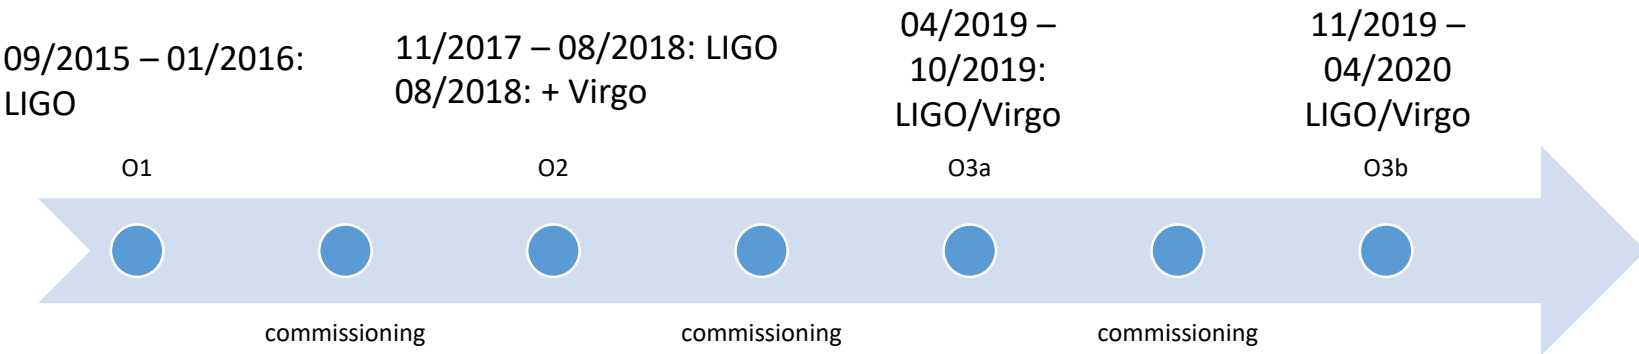 09/2015 – 01/2016:
LIGO
11/2017 – 08/2018: LIGO
08/2018: + Virgo
04/2019 –
10/2019:
LIGO/Virgo
11/2019 –
04/2020
LIGO/Virgo
O1
O2
O3a
O3b
commissioning
commissioning
commissioning